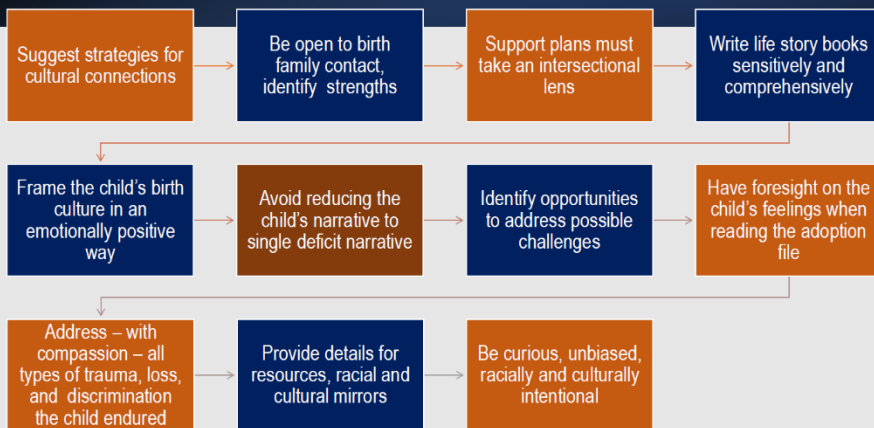 Suggest strategies for
cultural connections
Be open to birth
family contact,
identify strengths
Support plans must
take an intersectional
lens
Write life story books
sensitively and
comprehensively
Frame the child's birth
culture in an
emotionally positive
way
Avoid reducing the
child's narrative to
single deficit narrative
Identify opportunities
to address possible
challenges
Have foresight on the
child's feelings when
reading the adoption
file
Address – with
compassion – all
types of trauma, loss,
and discrimination
the child endured
Provide details for
resources, racial and
cultural mirrors
Be curious, unbiased,
racially and culturally
intentional